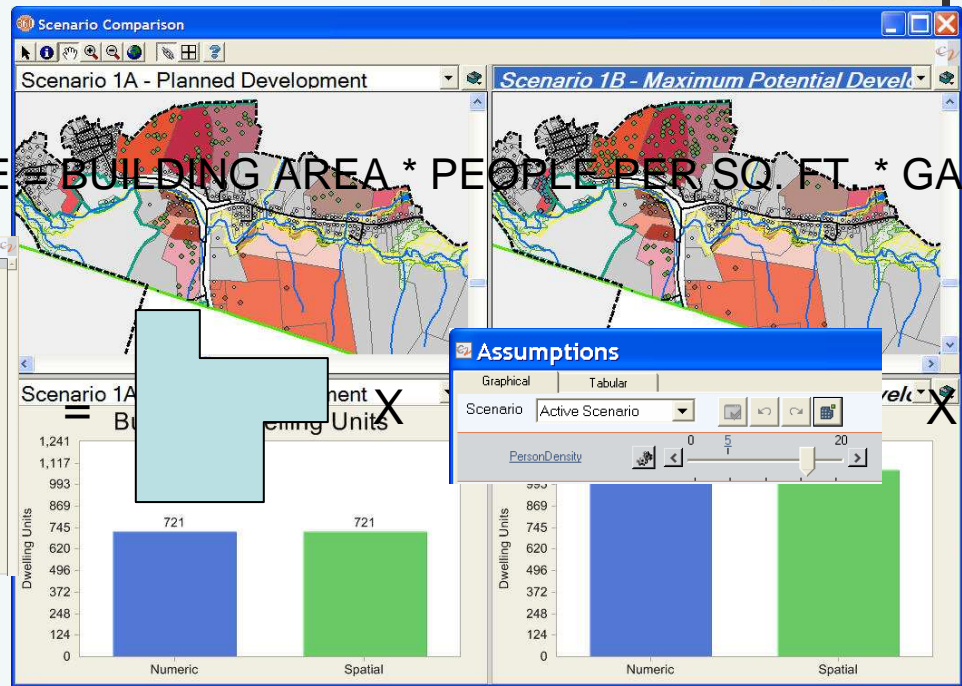 Scenario Comparison
Scenario 1A - Planned Development
Scenario 1B - Maximum Potential Develo
= BUILDING AREA * PEOPLE PER SQ. FT. * GA
Assumptions
Graphical Tabular
Scenario Active Scenario
0 5 20
PersonDensity
Scenario 1A
ment
= X X
Units
1,241
1,117
993
869
745
620
496
372
248
124
0
Dwelling Units
721 721
Numeric Spatial
993
869
745
620
496
372
248
124
0
Dwelling Units
Numeric Spatial